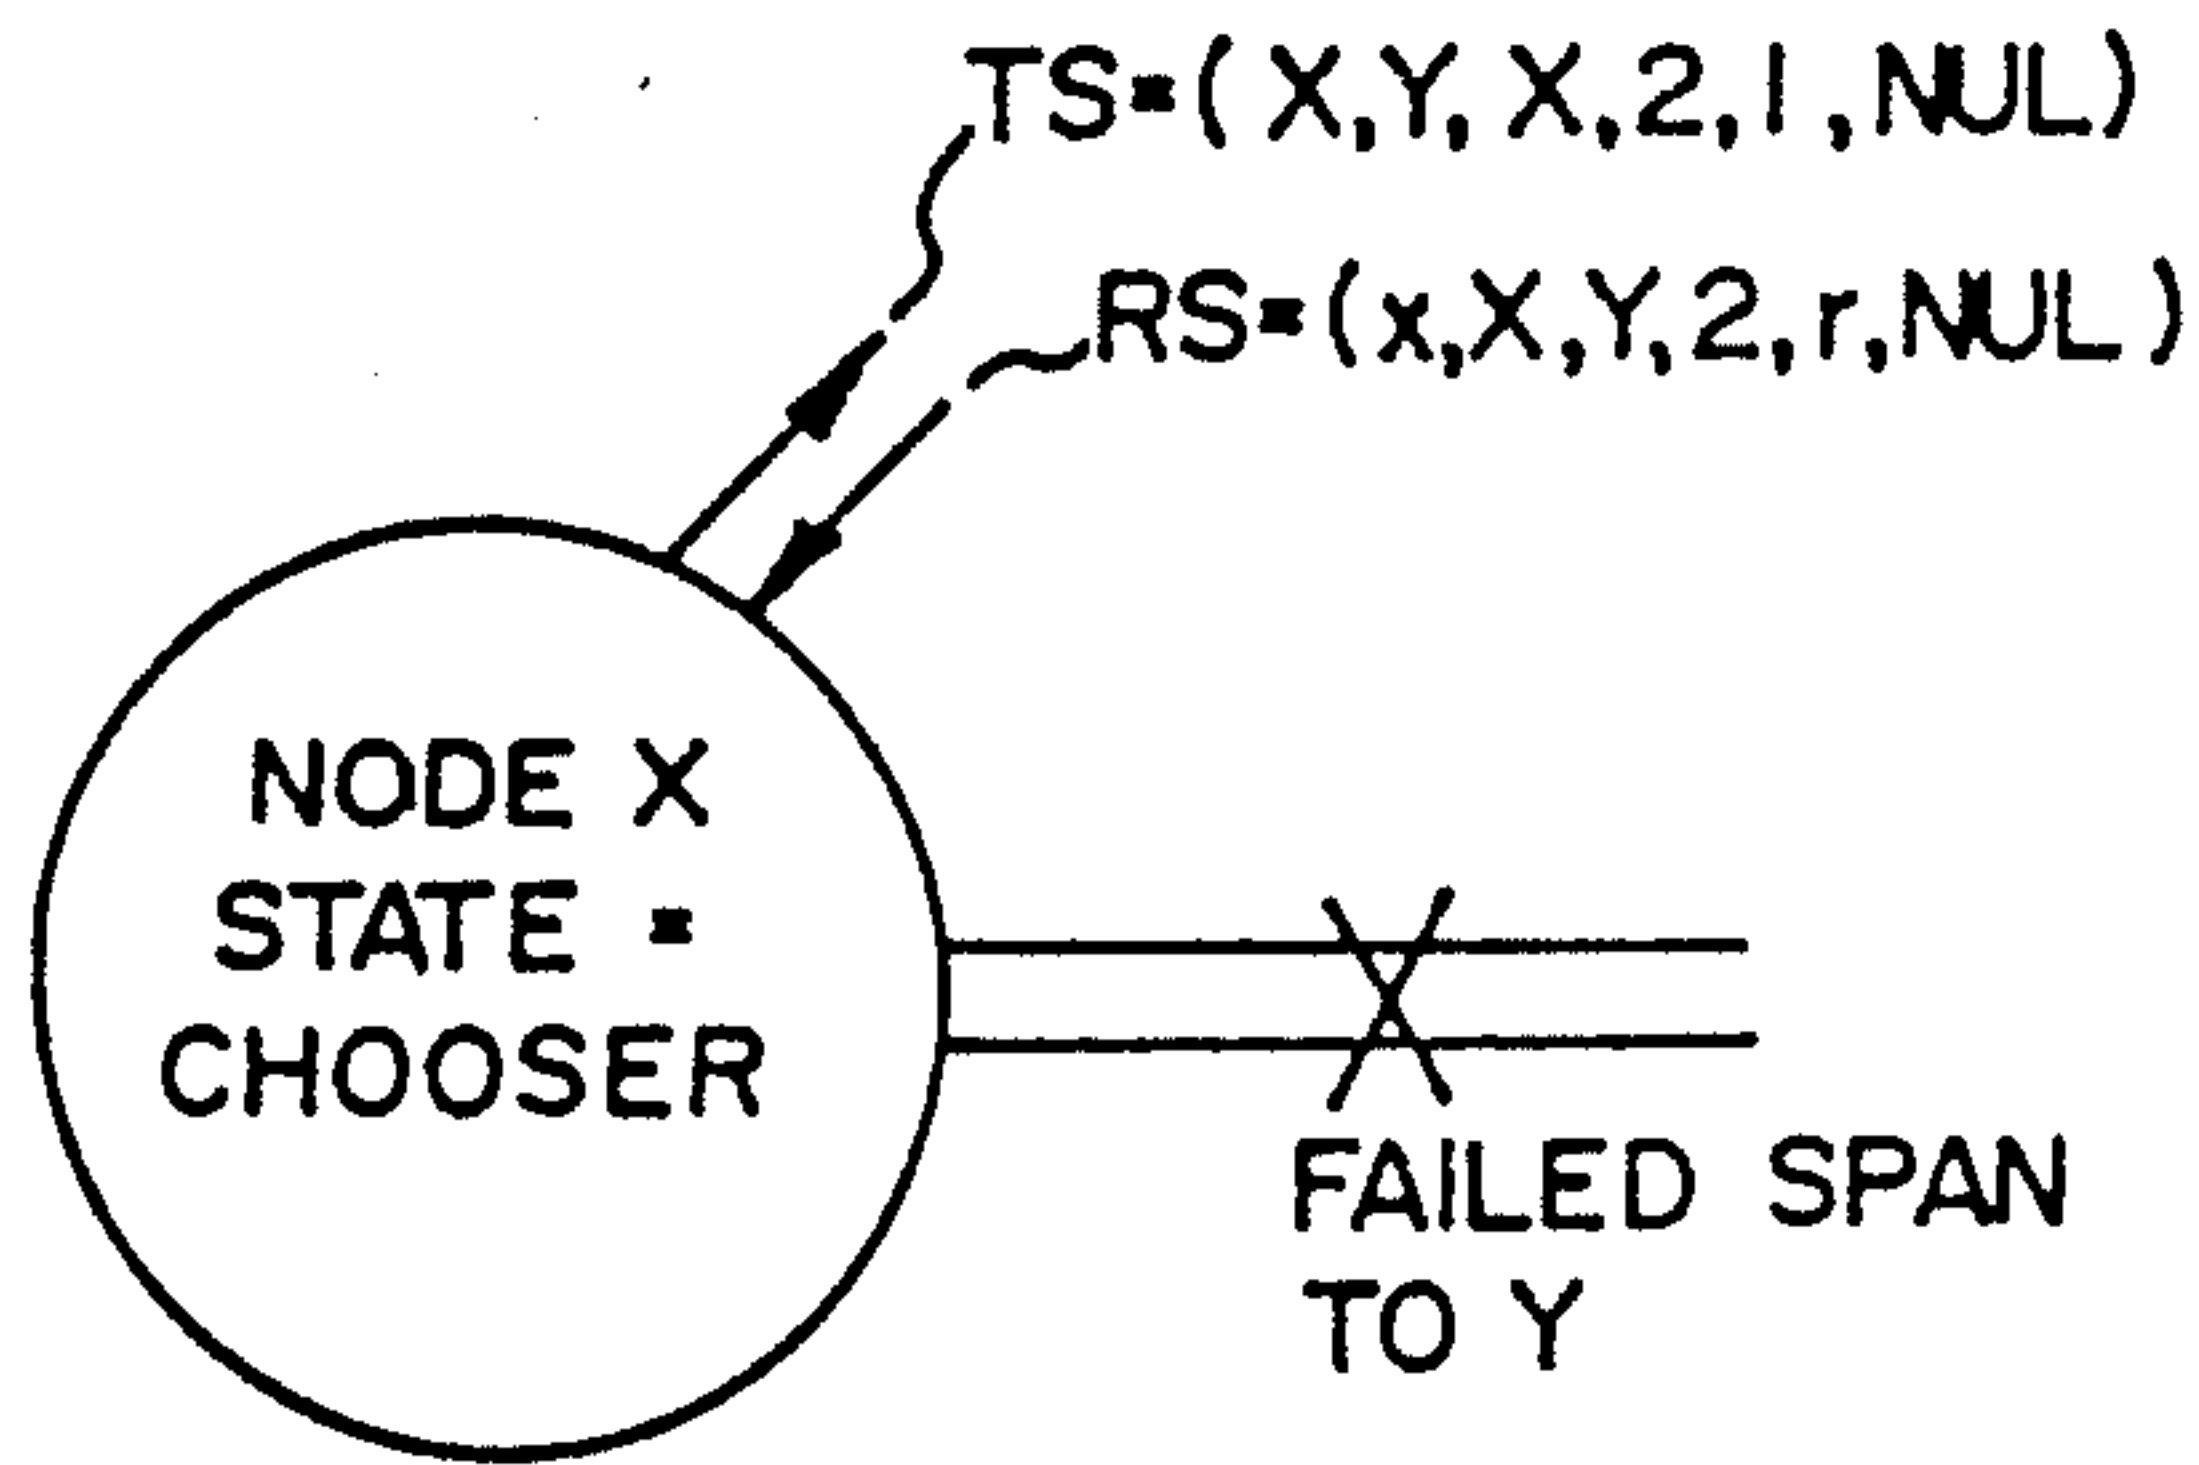 TS=(X,Y,X,2,1,NUL)
RS=(x,X,Y,2,r,NUL)
NODE X
STATE =
CHOOSER
FAILED SPAN
TO Y